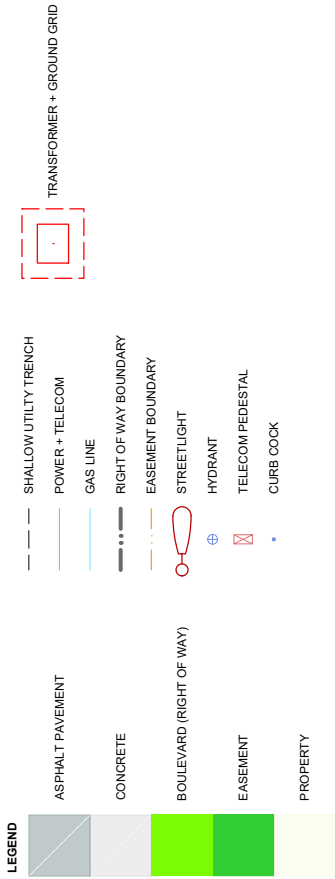 LEGEND
ASPHALT PAVEMENT
CONCRETE
BOULEVARD (RIGHT OF WAY)
EASEMENT
PROPERTY
SHALLOW UTILTY TRENCH
POWER + TELECOM
GAS LINE
RIGHT OF WAY BOUNDARY
EASEMENT BOUNDARY
STREETLIGHT
HYDRANT
TELECOM PEDESTAL
CURB COCK
TRANSFORMER + GROUND GRID